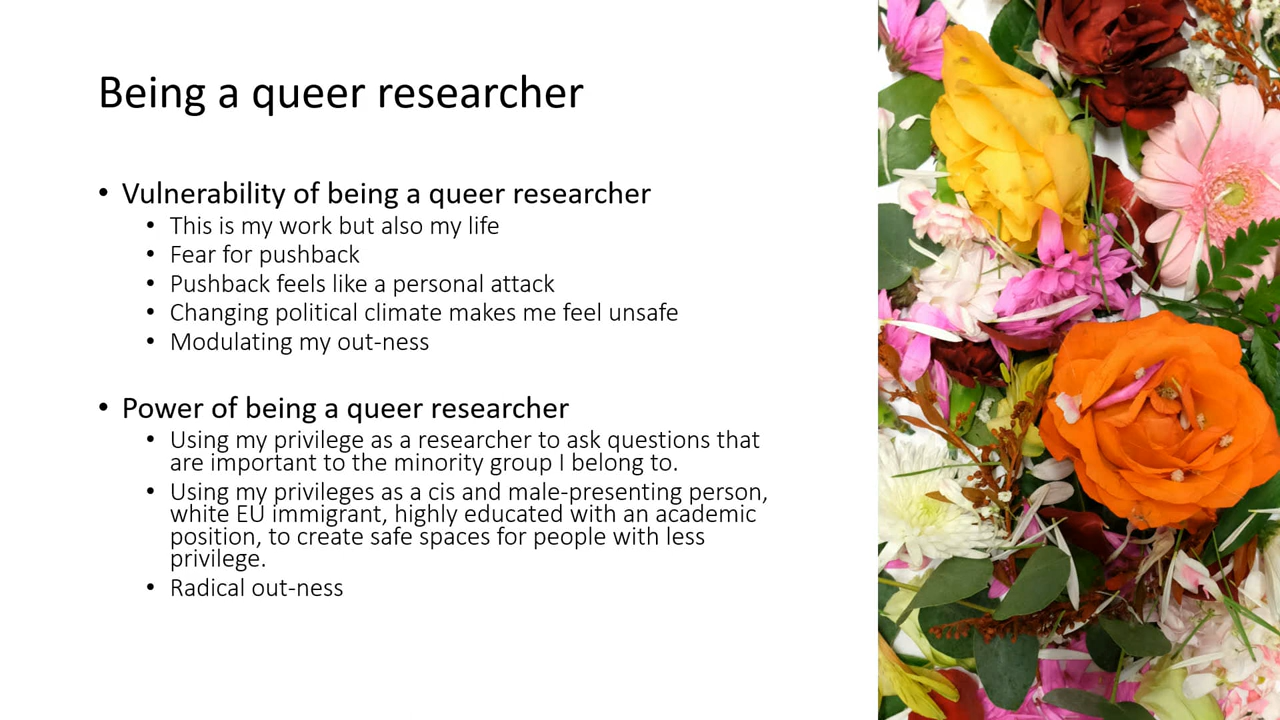 Being a queer researcher
• Vulnerability of being a queer researcher
• This is my work but also my life
• Fear for pushback
• Pushback feels like a personal attack
• Changing political climate makes me feel unsafe
• Modulating my out-ness
• Power of being a queer researcher
• Using my privilege as a researcher to ask questions that
are important to the minority group I belong to.
• Using my privileges as a cis and male-presenting person,
white EU immigrant, highly educated with an academic
position, to create safe spaces for people with less
privilege.
• Radical out-ness